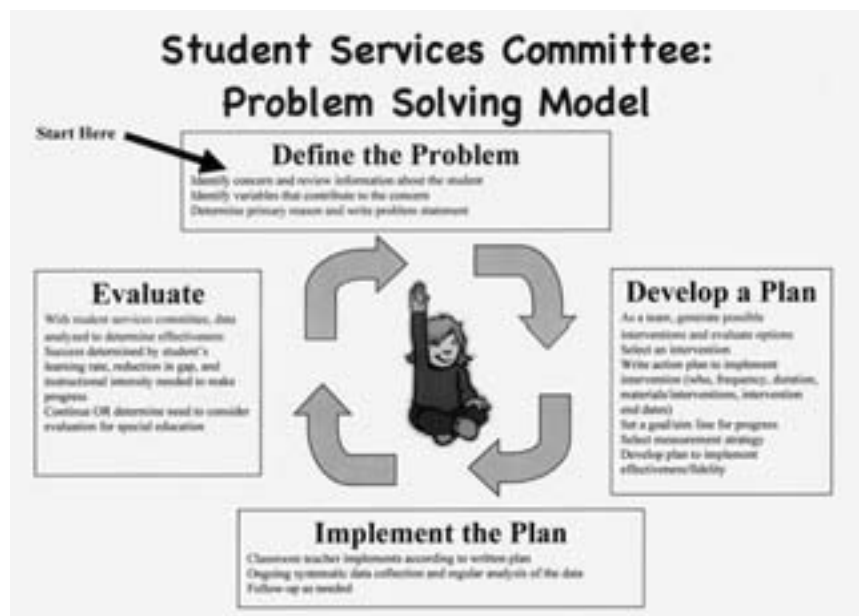 Student Services Committee:
Problem Solving Model
Start Here
Define the Problem
Identify concern and review information about the student
Identify variables that contribute to the concern
Determine primary reason and write problem statement
Develop a Plan
As a team, generate possible
interventions and evaluate options
Select an intervention
Write action plan to implement
intervention (who, frequency, duration,
materials/interventions, intervention
end dates)
Set a goal/aim line for progress
Select measurement strategy
Develop plan to implement
effectiveness/fidelity
Implement the Plan
Classroom teacher implements according to written plan
Ongoing systematic data collection and regular analysis of the data
Follow-up as needed
Evaluate
With student services committee, data
analyzed to determine effectiveness
Success determined by student's
learning rate, reduction in gap, and
instructional intensity needed to make
progress
Continue OR determine need to consider
evaluation for special education